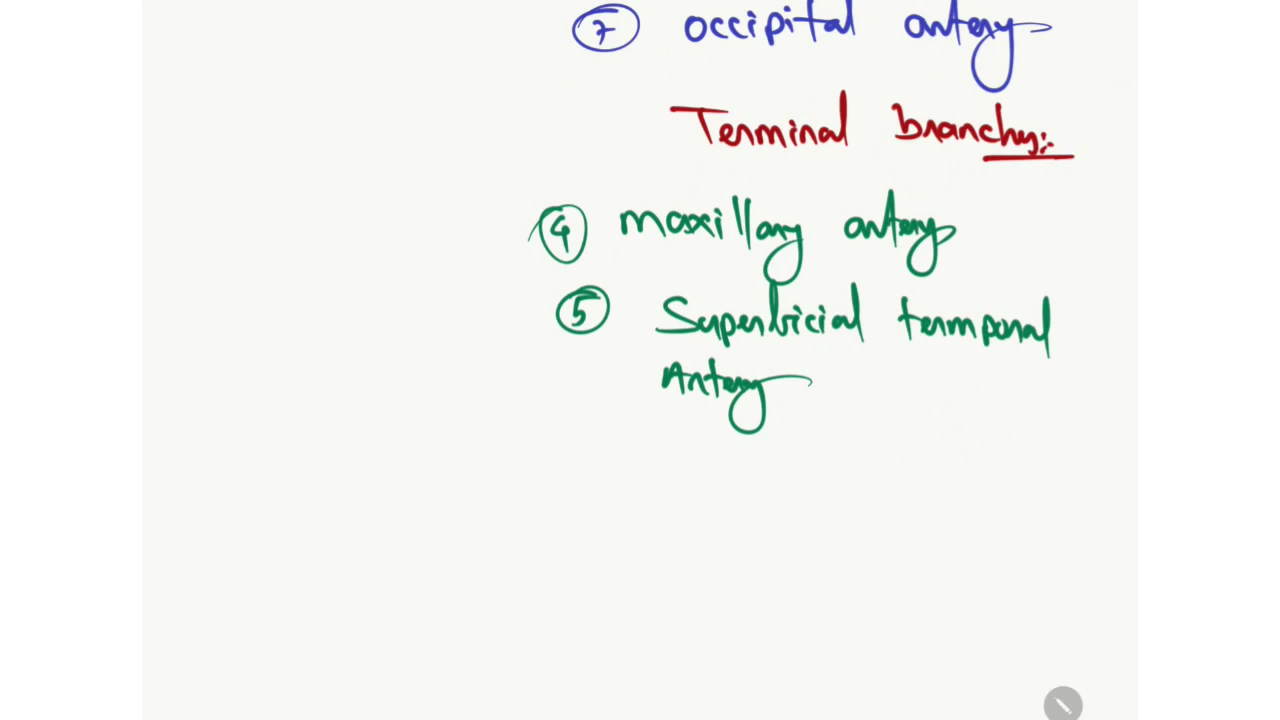 7 occipital artery
Terminal branches:-
4 maxillary artery
5 Superficial temporal
Artery